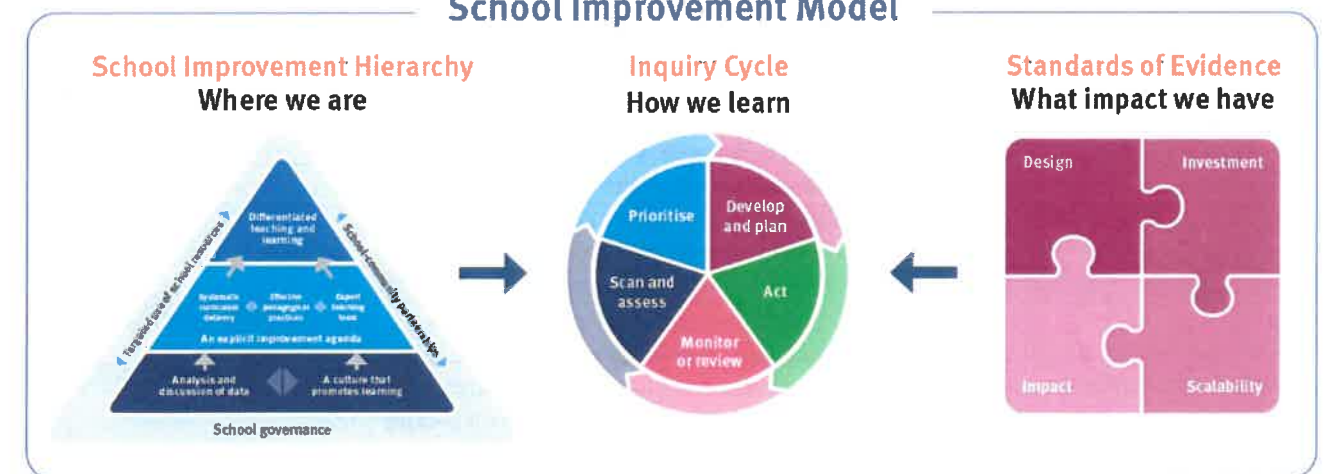 School Improvement Model
School Improvement Hierarchy
Where we are
Differentiated
teaching and
learning
Targeted use of school resources
School-community partnerships
Systematic
curriculum
delivery
Effective
pedagogical
practices
Expert
teaching
team
An explicit improvement agenda
Analysis and
discussion of data
A culture that
promotes learning
School governance
Inquiry Cycle
How we learn
Prioritise
Develop
and plan
Scan and
assess
Act
Monitor
or review
Standards of Evidence
What impact we have
Design
Investment
Impact
Scalability